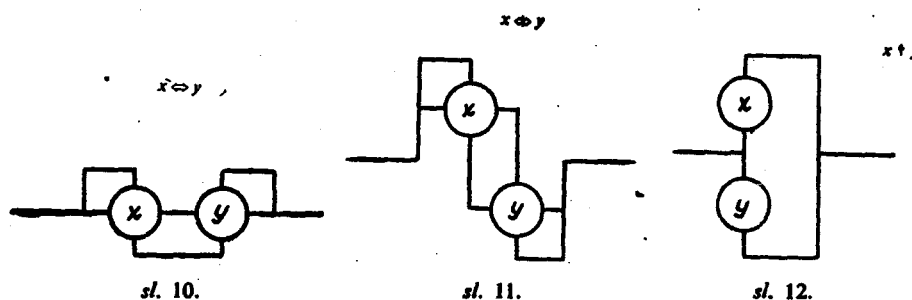 x ⇔ y
x ⇔ y ,
x ↑
x
y
x
y
x
y
sl. 10.
sl. 11.
sl. 12.